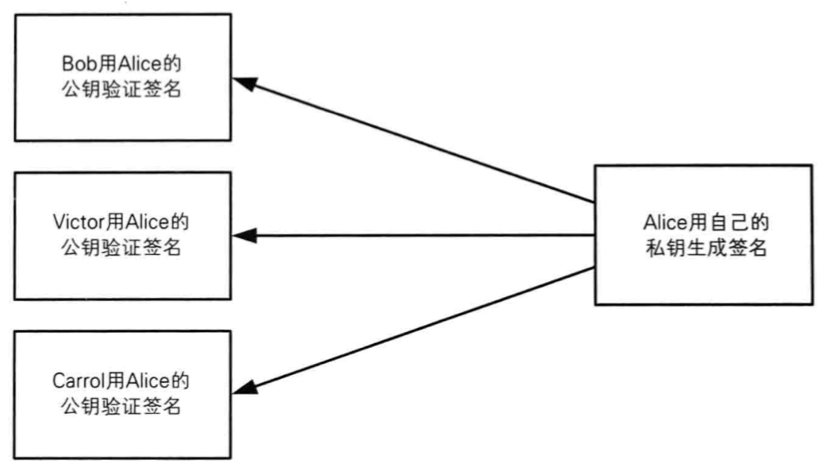 Bob用Alice的
公钥验证签名
Victor用Alice的
公钥验证签名
Carrol用Alice的
公钥验证签名
Alice用自己的
私钥生成签名